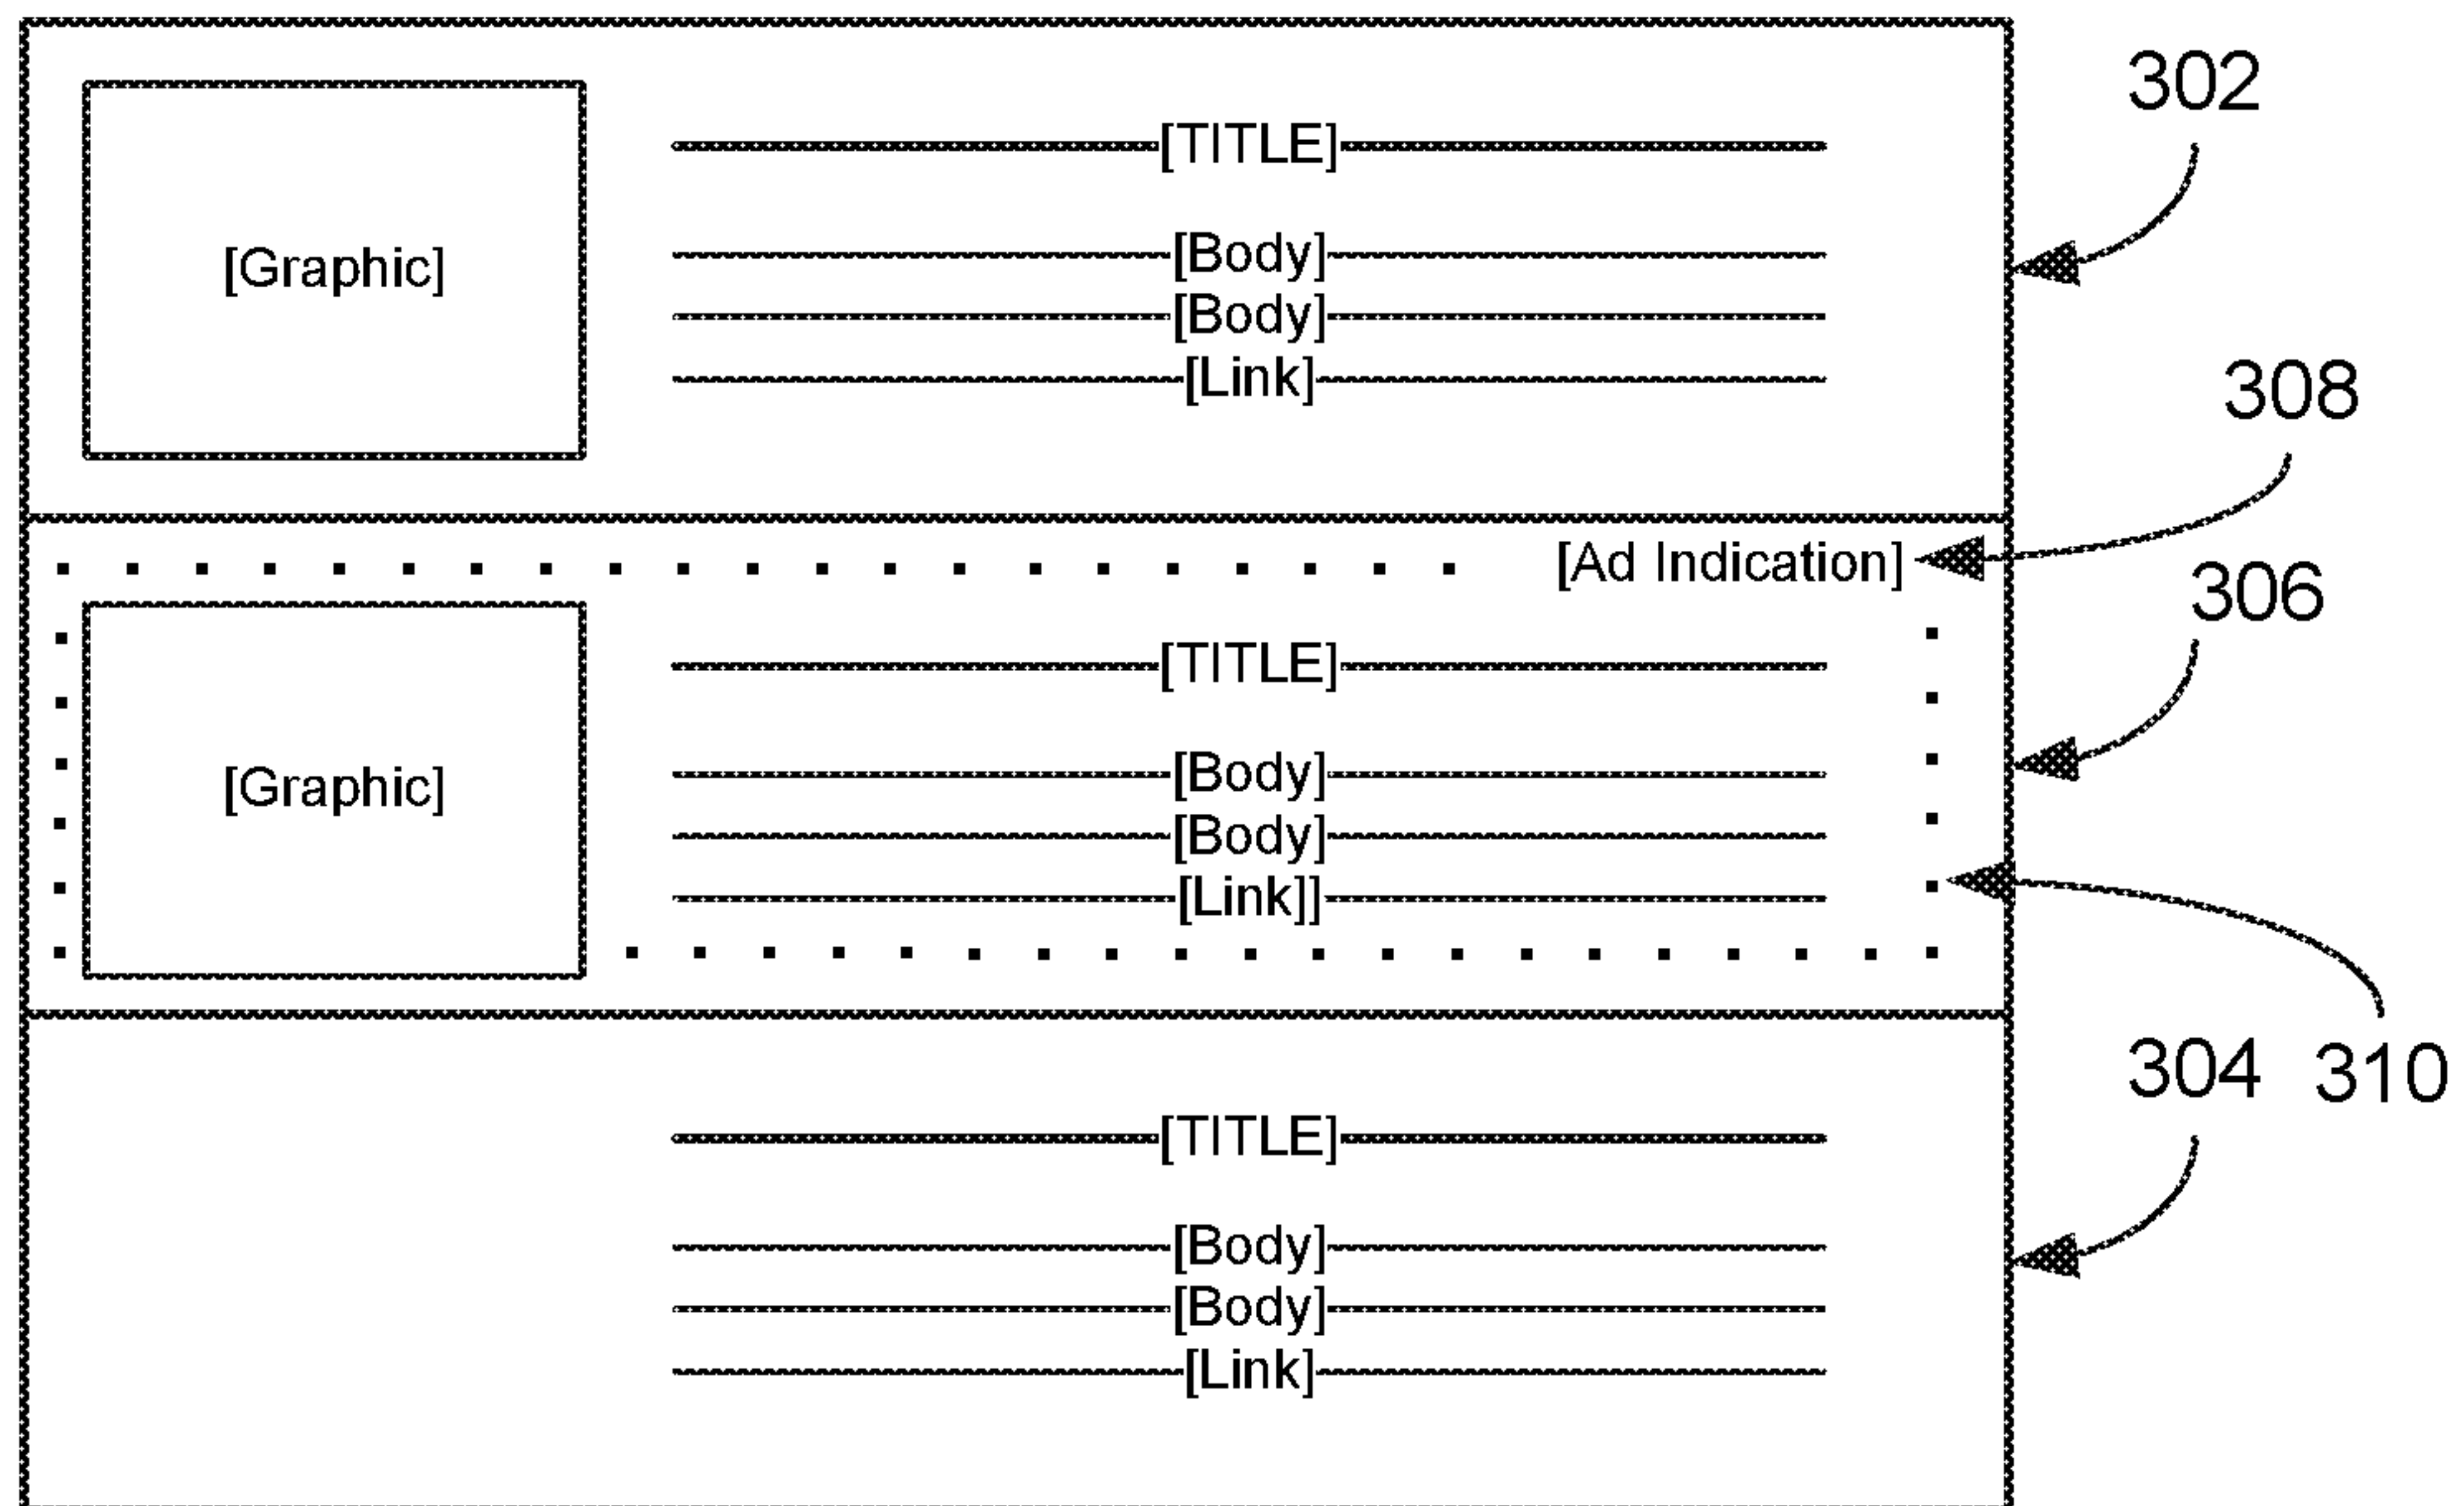 302
[TITLE]
[Graphic]
[Body]
[Body]
[Link]
308
[Ad Indication]
306
[TITLE]
[Graphic]
[Body]
[Body]
[Link]]
304
310
[TITLE]
[Body]
[Body]
[Link]